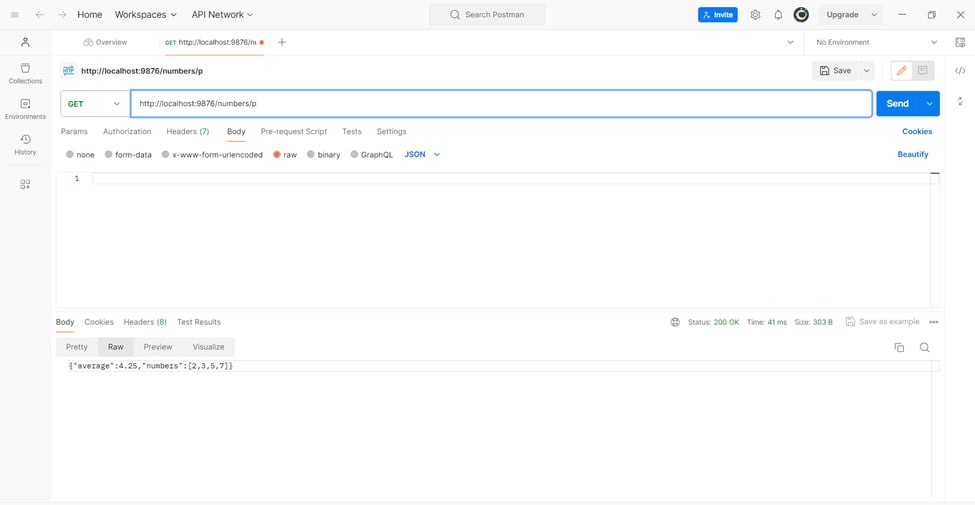 Home Workspaces API Network Search Postman Invite Upgrade
Overview GET http://localhost:9876/nu No Environment
HTTP http://localhost:9876/numbers/p Save
Collections
Environments
History
GET http://localhost:9876/numbers/p Send
Params Authorization Headers (7) Body Pre-request Script Tests Settings Cookies
none form-data x-www-form-urlencoded raw binary GraphQL JSON Beautify
1
Body Cookies Headers (8) Test Results Status: 200 OK Time: 41 ms Size: 303 B Save as example
Pretty Raw Preview Visualize
{"average":4.25,"numbers":[2,3,5,7]}